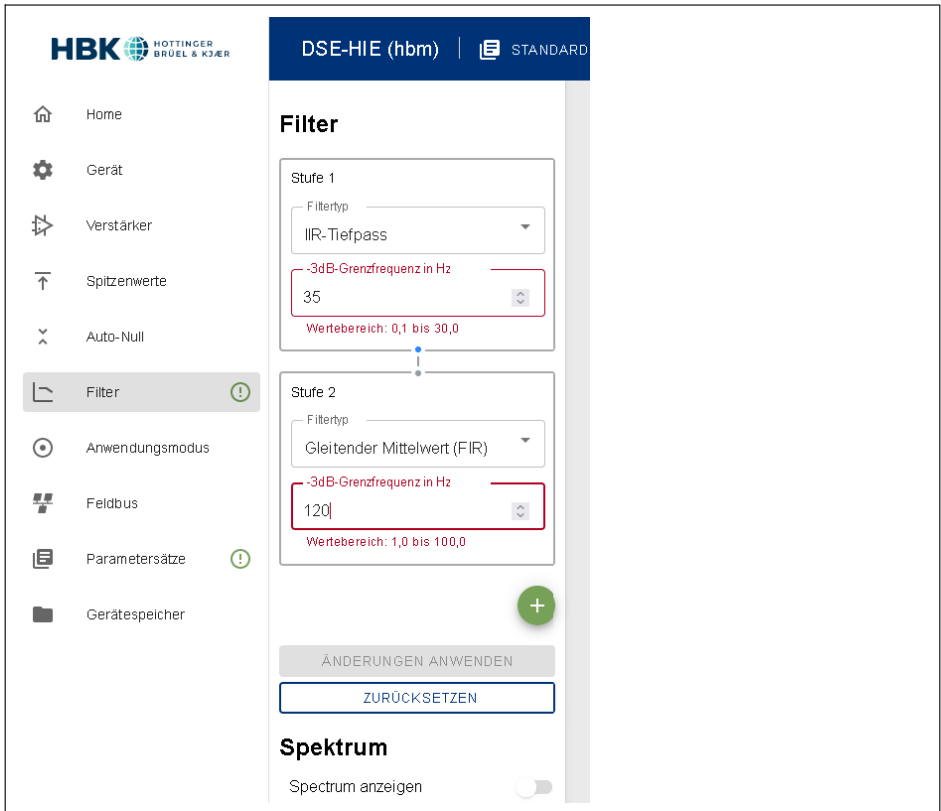 HBK HOTTINGER
BRÜEL & KJÆR
DSE-HIE (hbm)
STANDARD
Home
Gerät
Verstärker
Spitzenwerte
Auto-Null
Filter
Anwendungsmodus
Feldbus
Parametersätze
Gerätespeicher
Filter
Stufe 1
Filtertyp
IIR-Tiefpass
-3dB-Grenzfrequenz in Hz
35
Wertebereich: 0,1 bis 30,0
Stufe 2
Filtertyp
Gleitender Mittelwert (FIR)
-3dB-Grenzfrequenz in Hz
120
Wertebereich: 1,0 bis 100,0
ÄNDERUNGEN ANWENDEN
ZURÜCKSETZEN
Spektrum
Spectrum anzeigen